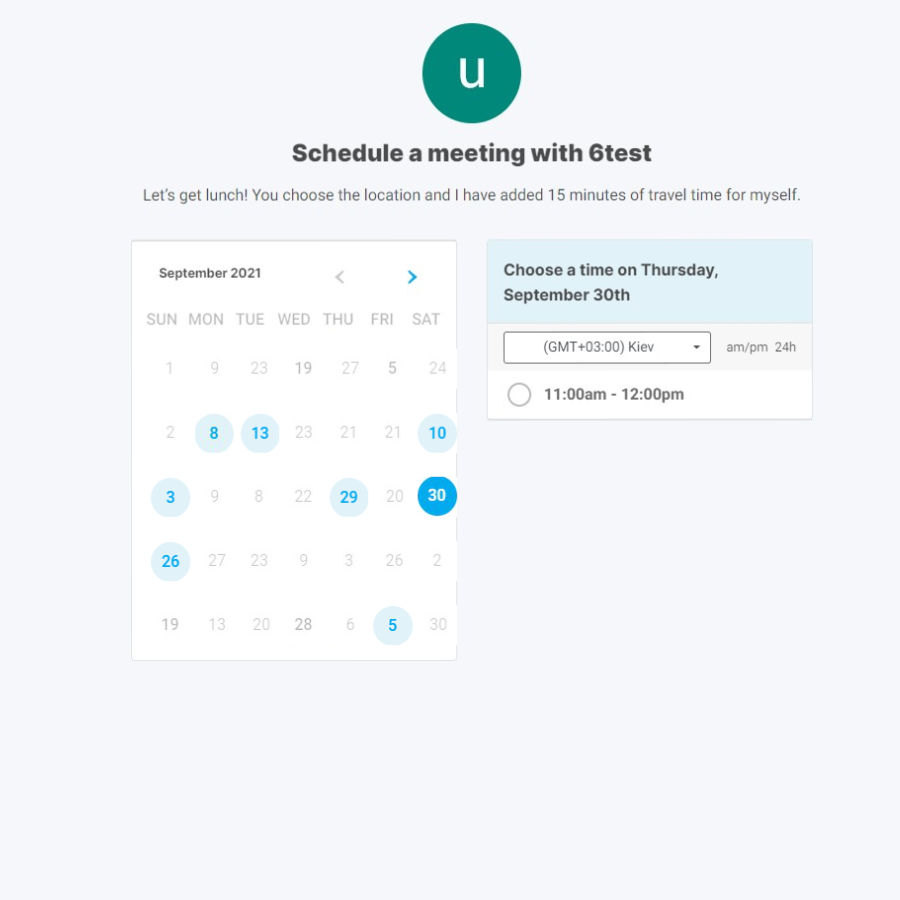 u
Schedule a meeting with 6test
Let's get lunch! You choose the location and I have added 15 minutes of travel time for myself.
September 2021
SUN MON TUE WED THU FRI SAT
1 9 23 19 27 5 24
2 8 13 23 21 21 10
3 9 8 22 29 20 30
26 27 23 9 3 26 2
19 13 20 28 6 5 30
Choose a time on Thursday,
September 30th
(GMT+03:00) Kiev am/pm 24h
11:00am - 12:00pm